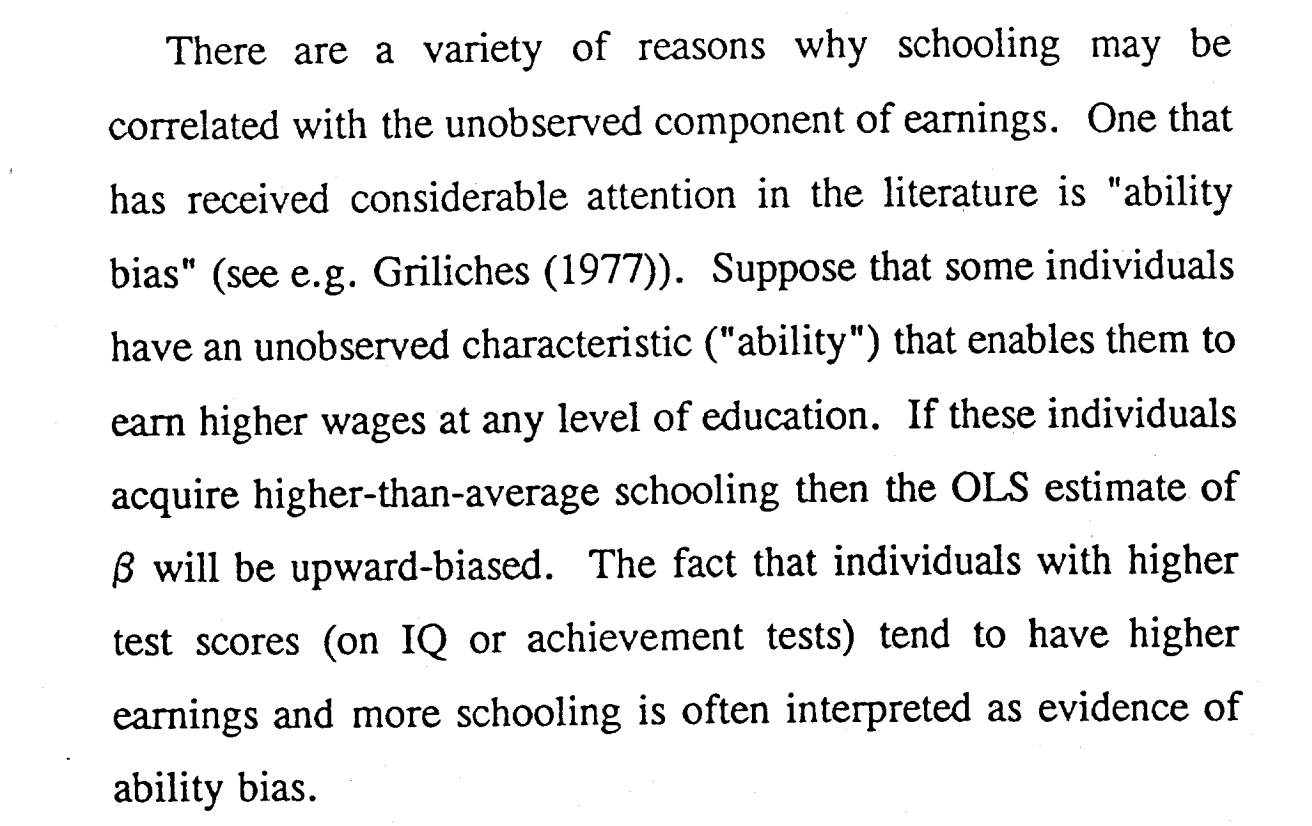 There are a variety of reasons why schooling may be
correlated with the unobserved component of earnings. One that
has received considerable attention in the literature is "ability
bias" (see e.g. Griliches (1977)). Suppose that some individuals
have an unobserved characteristic ("ability") that enables them to
earn higher wages at any level of education. If these individuals
acquire higher-than-average schooling then the OLS estimate of
β will be upward-biased. The fact that individuals with higher
test scores (on IQ or achievement tests) tend to have higher
earnings and more schooling is often interpreted as evidence of
ability bias.